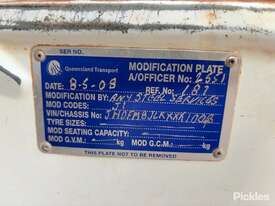 SER NO.
Queensland Transport
MODIFICATION PLATE
A/OFFICER No:
DATE: 8-5-08 REF. No: 187
MODIFICATION BY: ANY STEEL SERVICES
MOD CODES: J1
VIN/CHASSIS No:
TYRE SIZES:
MOD SEATING CAPACITY:
MOD G.V.M. kg MOD G.C.M. kg
THIS PLATE NOT TO BE REMOVED
Pickles